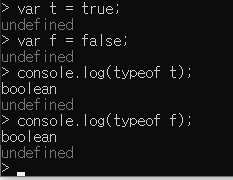 > var t = true;
undefined
> var f = false;
undefined
> console.log(typeof t);
boolean
undefined
> console.log(typeof f);
boolean
undefined
>